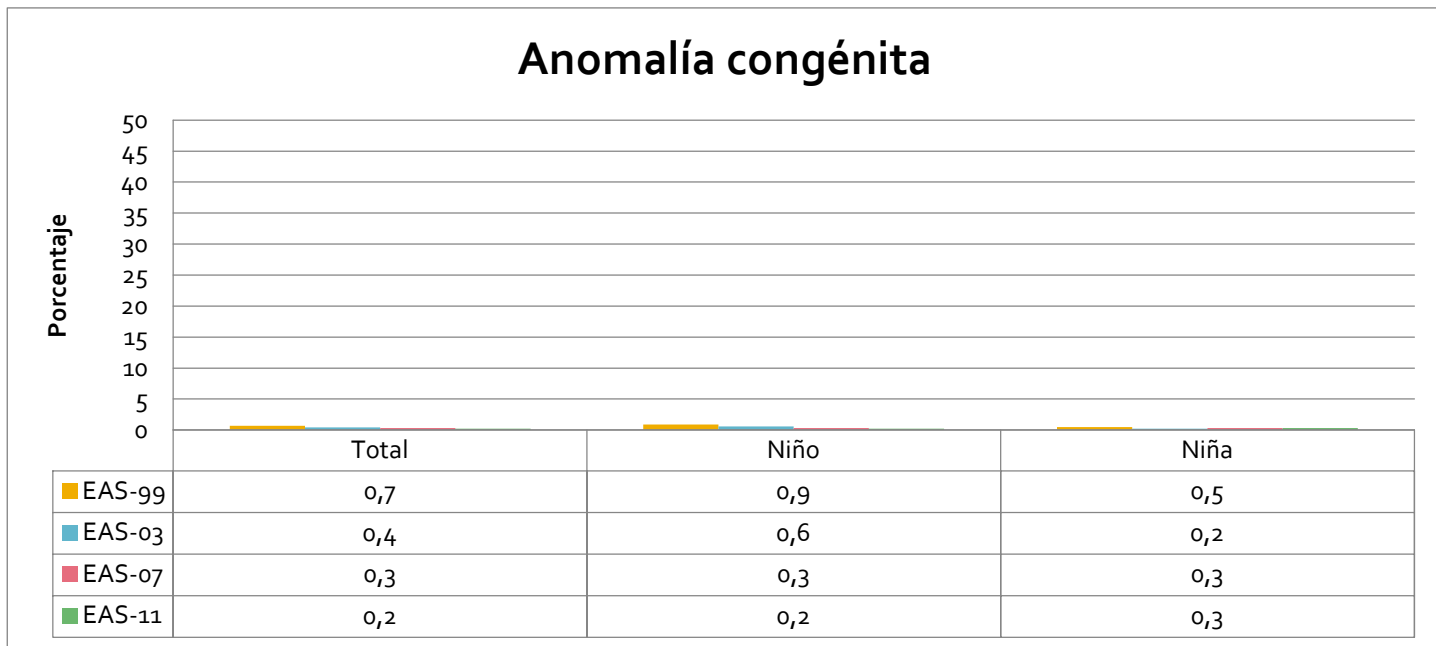 Anomalía congénita
Porcentaje
50
45
40
35
30
25
20
15
10
5
0
Total Niño Niña
EAS-99 0,7 0,9 0,5
EAS-03 0,4 0,6 0,2
EAS-07 0,3 0,3 0,3
EAS-11 0,2 0,2 0,3